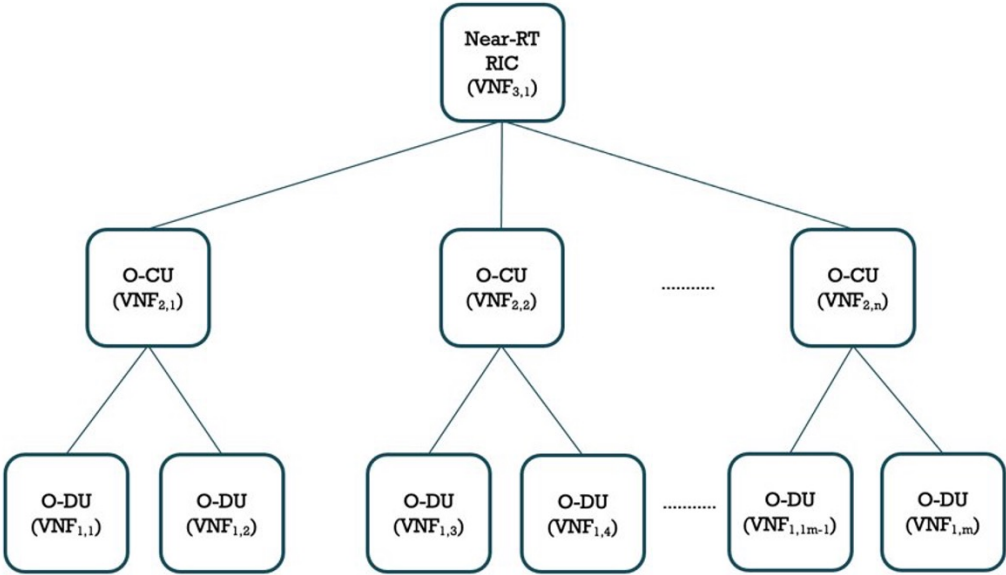 Near-RT
RIC
(VNF3,1)
O-CU
(VNF2,1)
O-CU
(VNF2,2)
...........
O-CU
(VNF2,n)
O-DU
(VNF1,1)
O-DU
(VNF1,2)
O-DU
(VNF1,3)
O-DU
(VNF1,4)
...........
O-DU
(VNF1,1m-1)
O-DU
(VNF1,m)